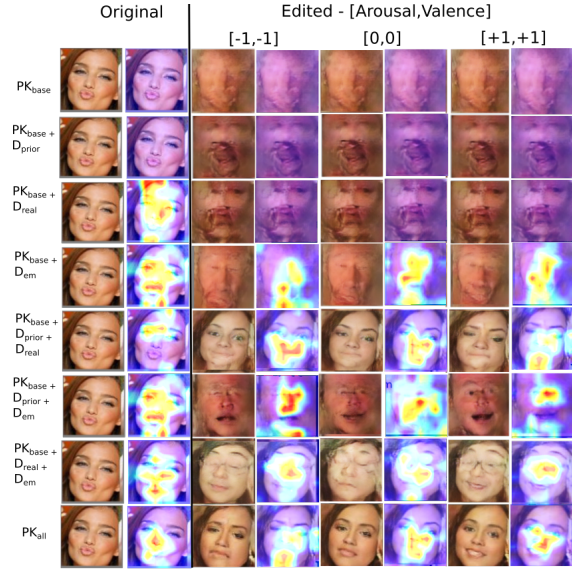 Original
Edited - [Arousal,Valence]
[-1,-1]
[0,0]
[+1,+1]
PKbase
PKbase +
Dprior
PKbase +
Dreal
PKbase +
Dem
PKbase +
Dprior +
Dreal
PKbase +
Dprior +
Dem
PKbase +
Dreal +
Dem
PKall